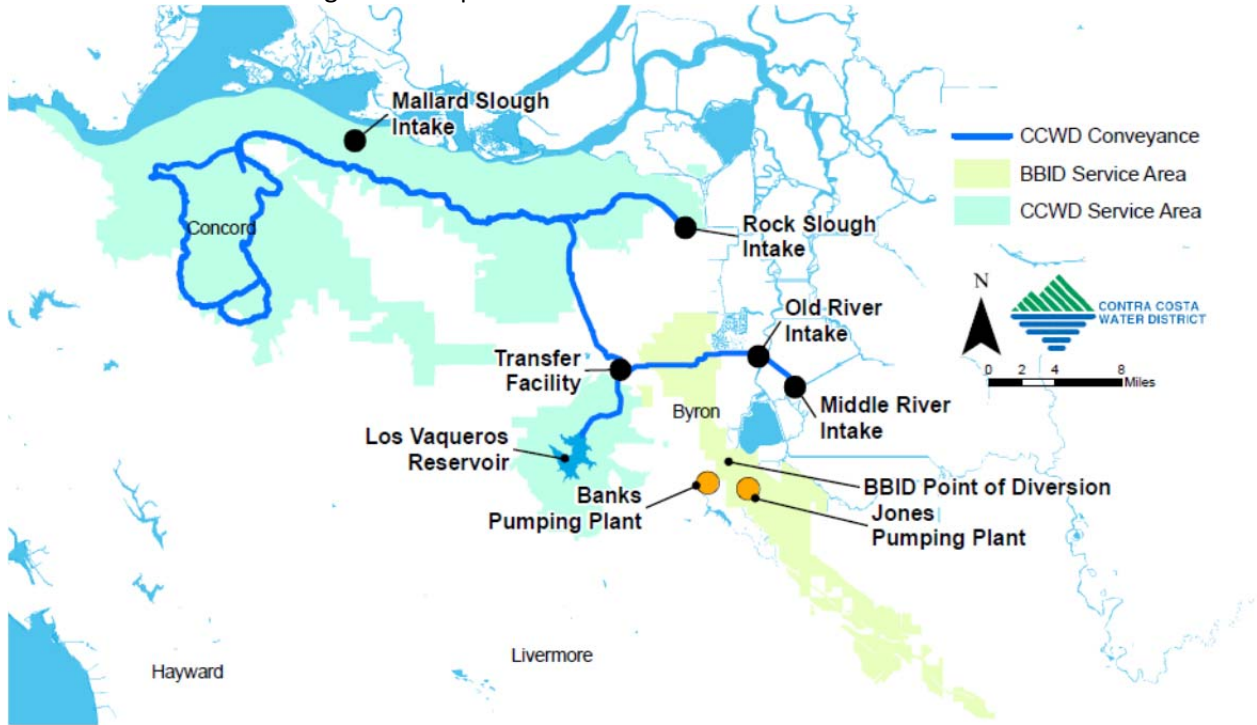 Mallard Slough
Intake
CCWD Conveyance
BBID Service Area
CCWD Service Area
Concord
Rock Slough
Intake
N
CONTRA COSTA
WATER DISTRICT
Old River
Intake
0 2 4 8
Miles
Transfer
Facility
Byron
Middle River
Intake
Los Vaqueros
Reservoir
Banks
Pumping Plant
BBID Point of Diversion
Jones
Pumping Plant
Livermore
Hayward